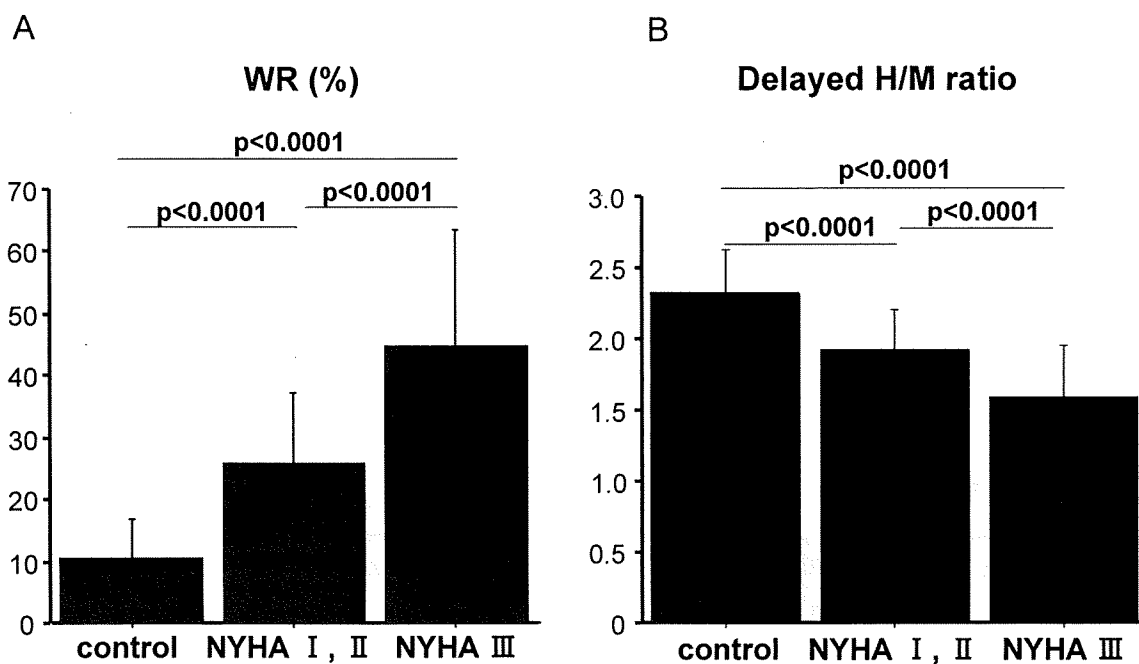 A
WR (%)
p<0.0001
p<0.0001
p<0.0001
70
60
50
40
30
20
10
0
control NYHA Ⅰ, Ⅱ NYHA Ⅲ
B
Delayed H/M ratio
p<0.0001
p<0.0001
p<0.0001
3.0
2.5
2.0
1.5
1.0
0.5
0
control NYHA Ⅰ, Ⅱ NYHA Ⅲ